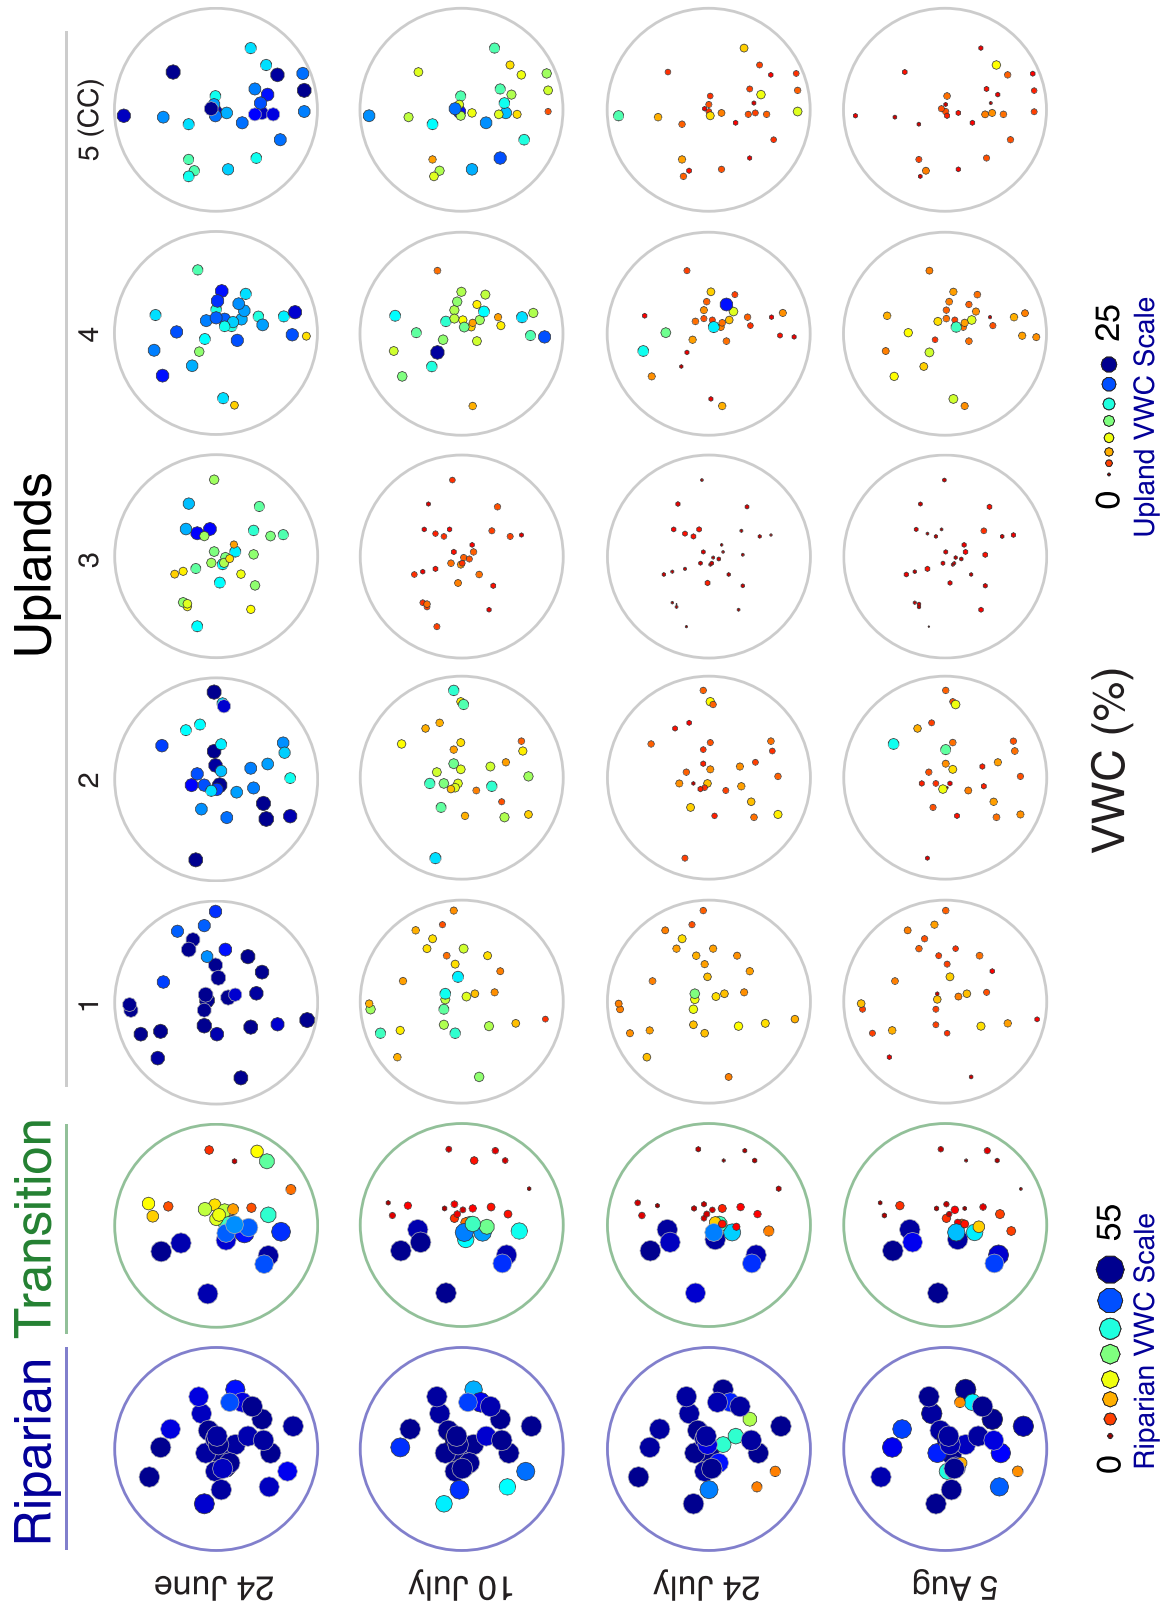 Riparian Transition Uplands
1 2 3 4 5 (CC)
24 June
10 July
24 July
5 Aug
0 55 VWC (%) 0 25
Riparian VWC Scale Upland VWC Scale